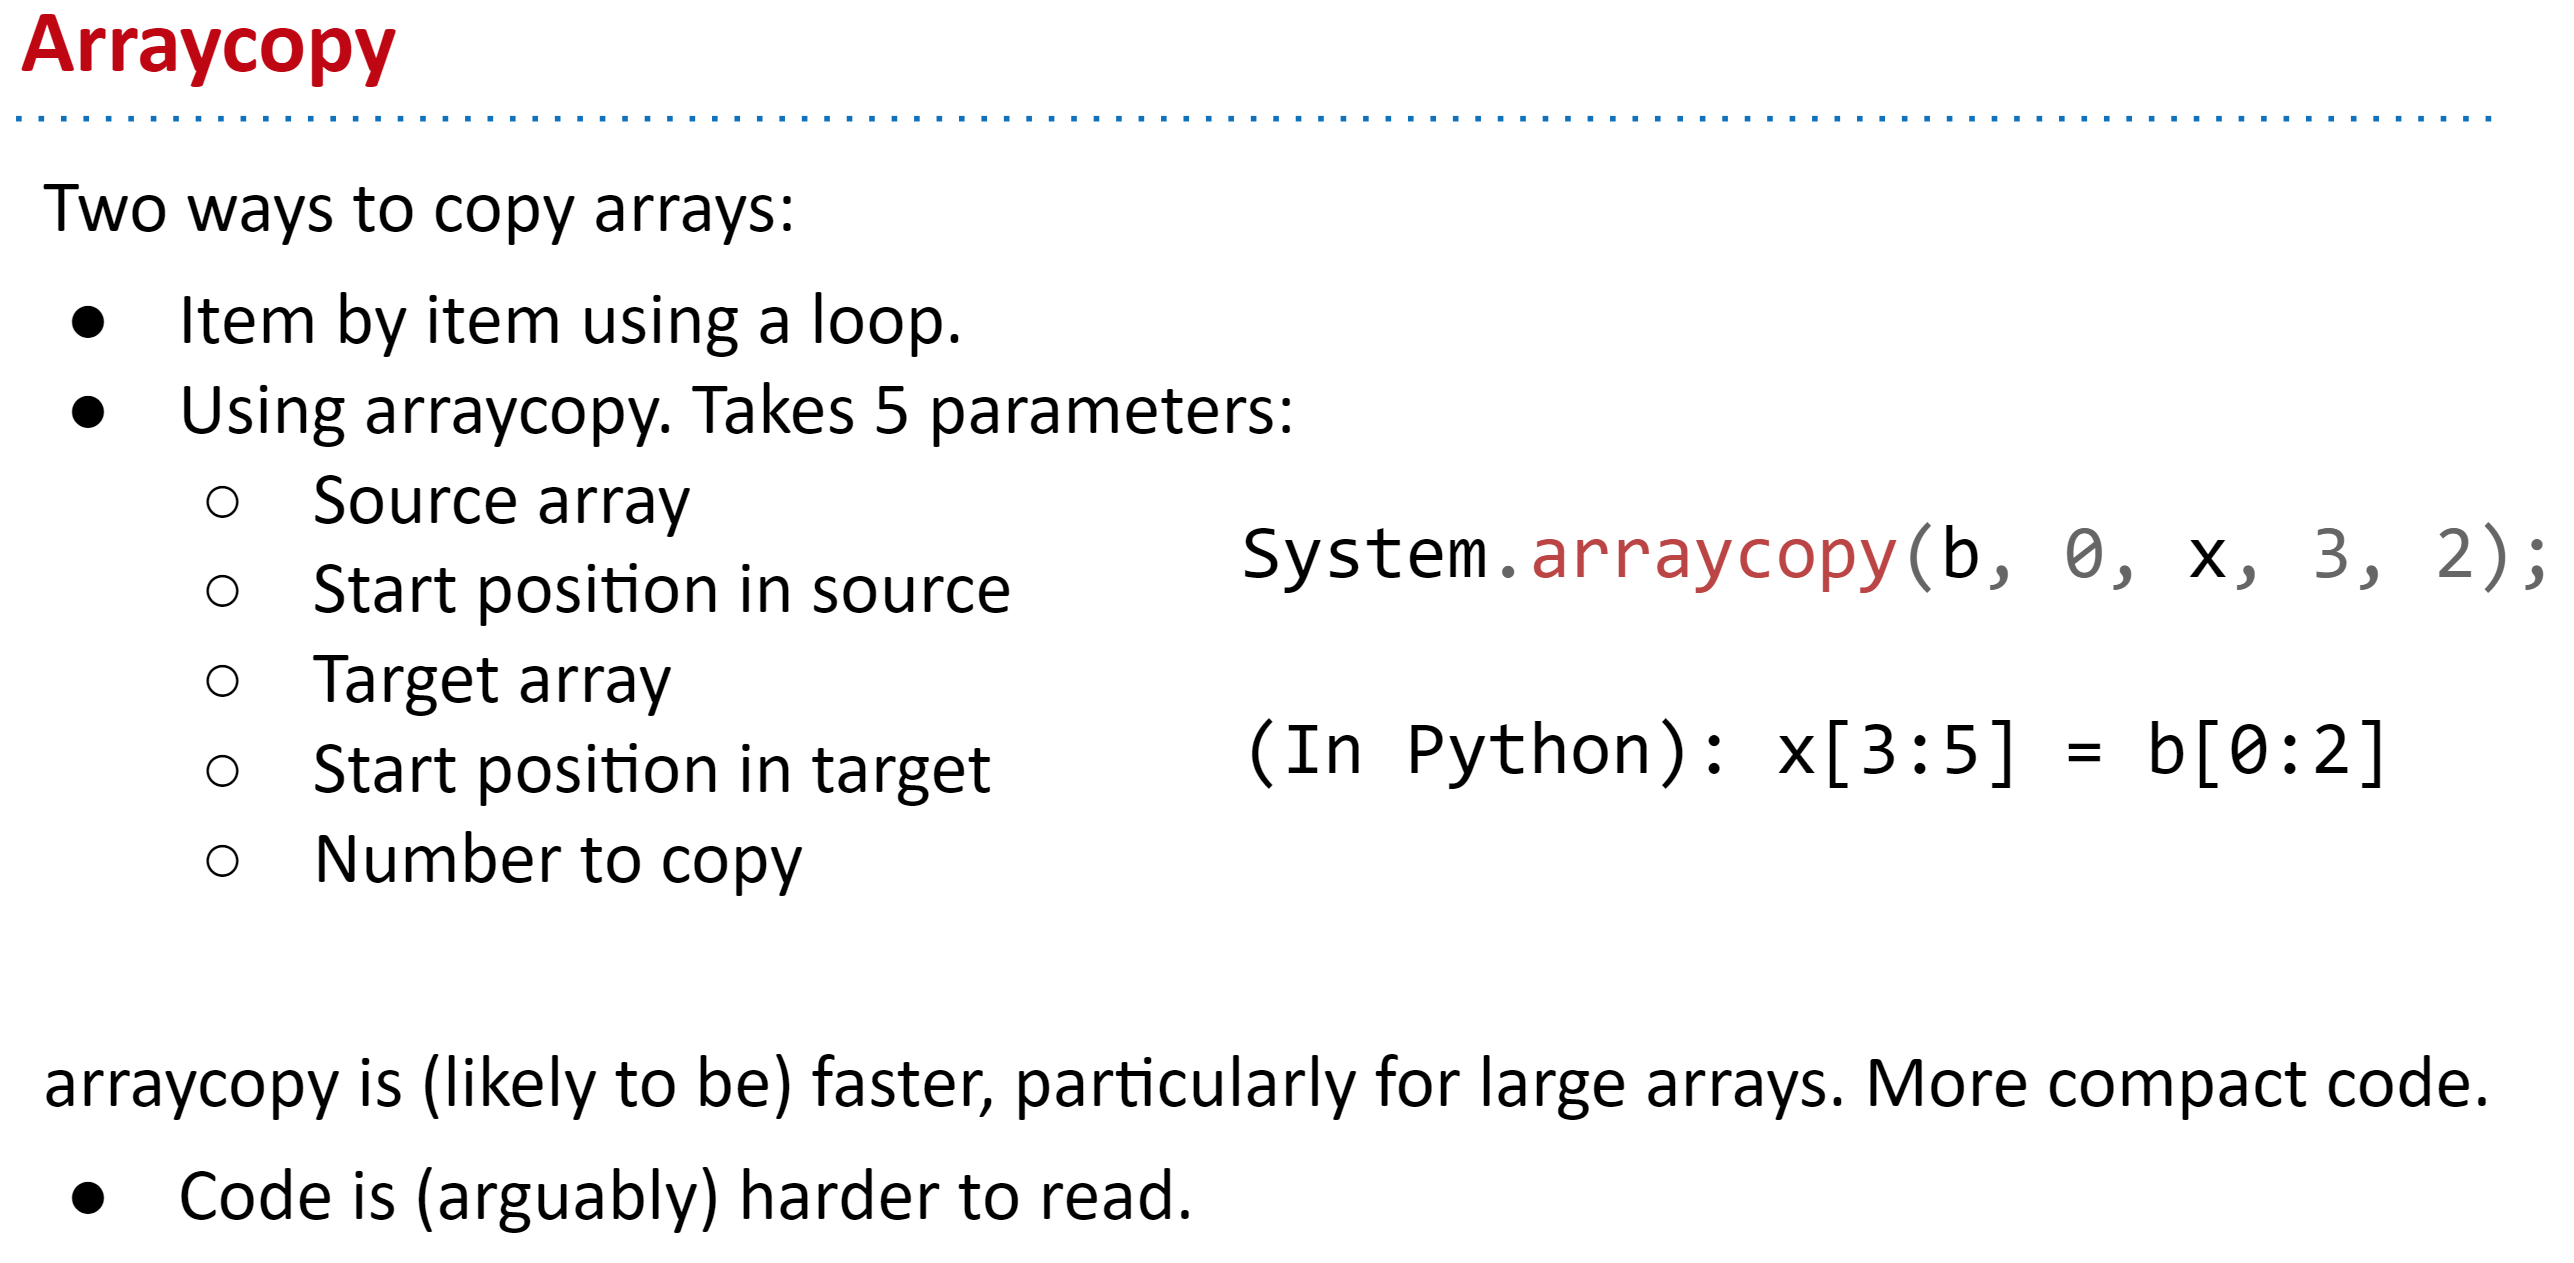 Arraycopy
Two ways to copy arrays:
● Item by item using a loop.
● Using arraycopy. Takes 5 parameters:
○ Source array
○ Start position in source
○ Target array
○ Start position in target
○ Number to copy
System.arraycopy(b, 0, x, 3, 2);
(In Python): x[3:5] = b[0:2]
arraycopy is (likely to be) faster, particularly for large arrays. More compact code.
● Code is (arguably) harder to read.